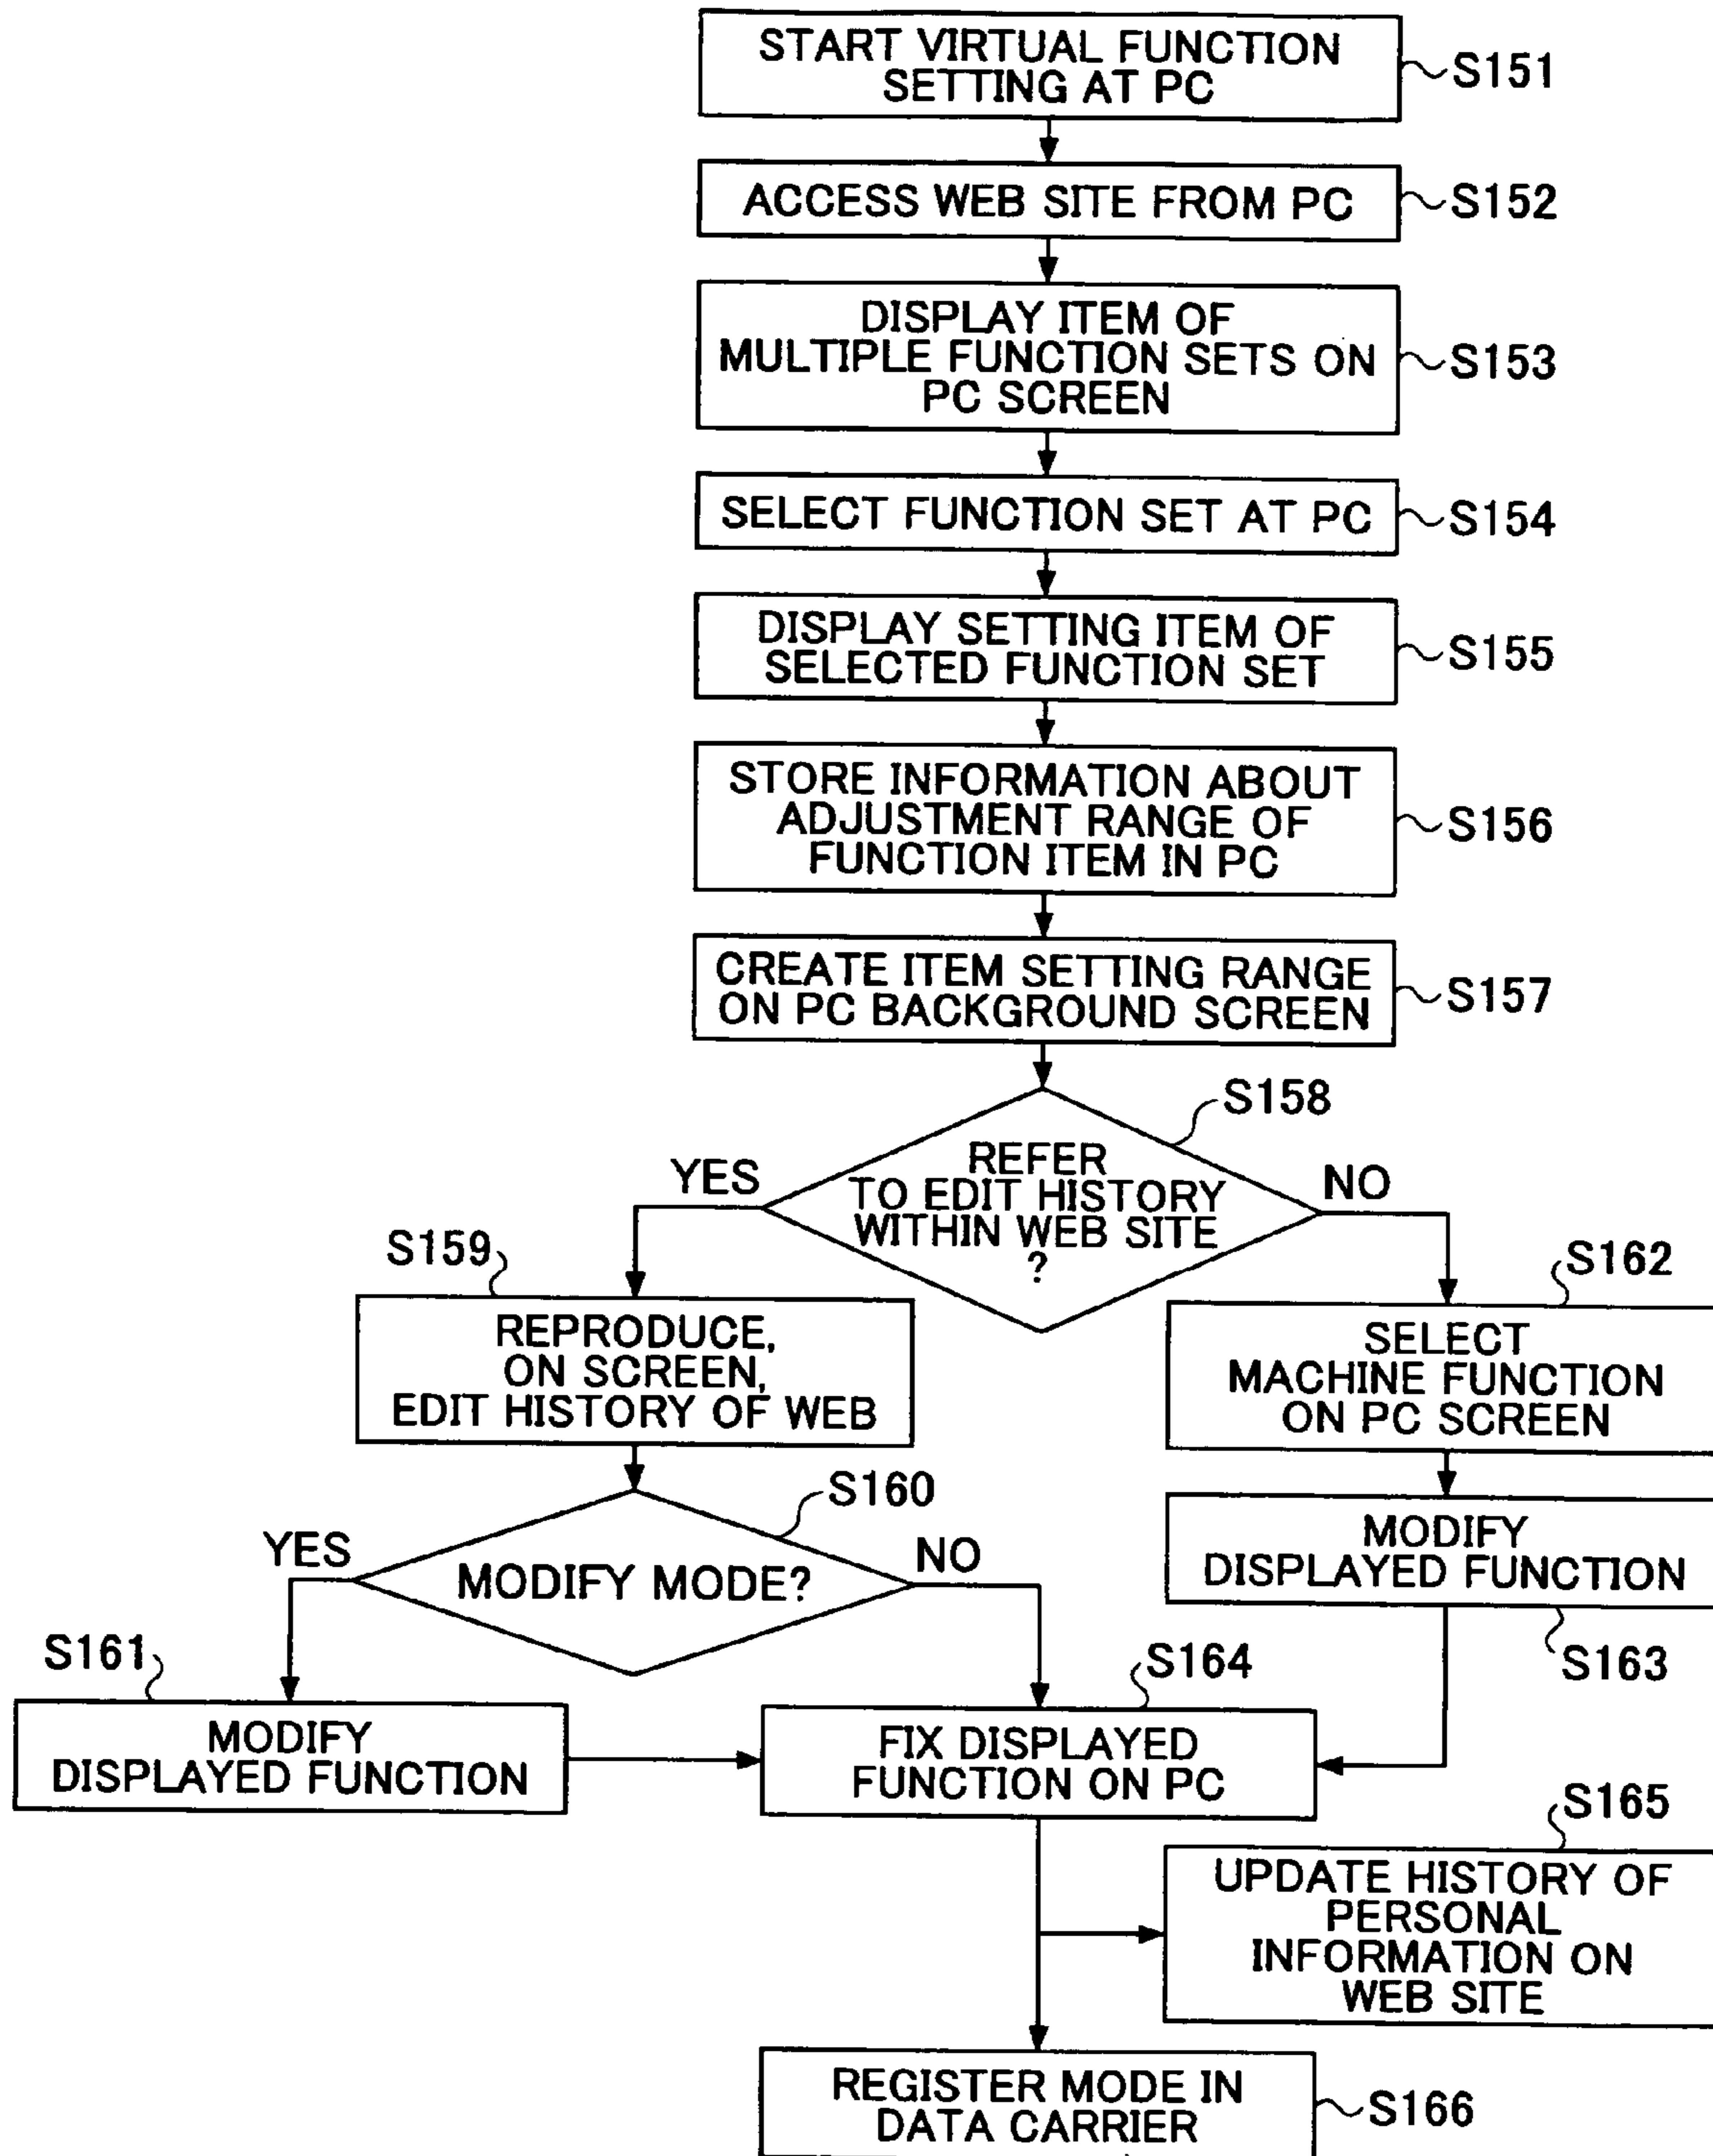 START VIRTUAL FUNCTION
SETTING AT PC
S151
ACCESS WEB SITE FROM PC
S152
DISPLAY ITEM OF
MULTIPLE FUNCTION SETS ON
PC SCREEN
S153
SELECT FUNCTION SET AT PC
S154
DISPLAY SETTING ITEM OF
SELECTED FUNCTION SET
S155
STORE INFORMATION ABOUT
ADJUSTMENT RANGE OF
FUNCTION ITEM IN PC
S156
CREATE ITEM SETTING RANGE
ON PC BACKGROUND SCREEN
S157
S158
REFER
TO EDIT HISTORY
WITHIN WEB SITE
?
YES
NO
S159
REPRODUCE,
ON SCREEN,
EDIT HISTORY OF WEB
S162
SELECT
MACHINE FUNCTION
ON PC SCREEN
S160
MODIFY MODE?
YES
NO
MODIFY
DISPLAYED FUNCTION
S163
S161
MODIFY
DISPLAYED FUNCTION
S164
FIX DISPLAYED
FUNCTION ON PC
S165
UPDATE HISTORY OF
PERSONAL
INFORMATION ON
WEB SITE
REGISTER MODE IN
DATA CARRIER
S166